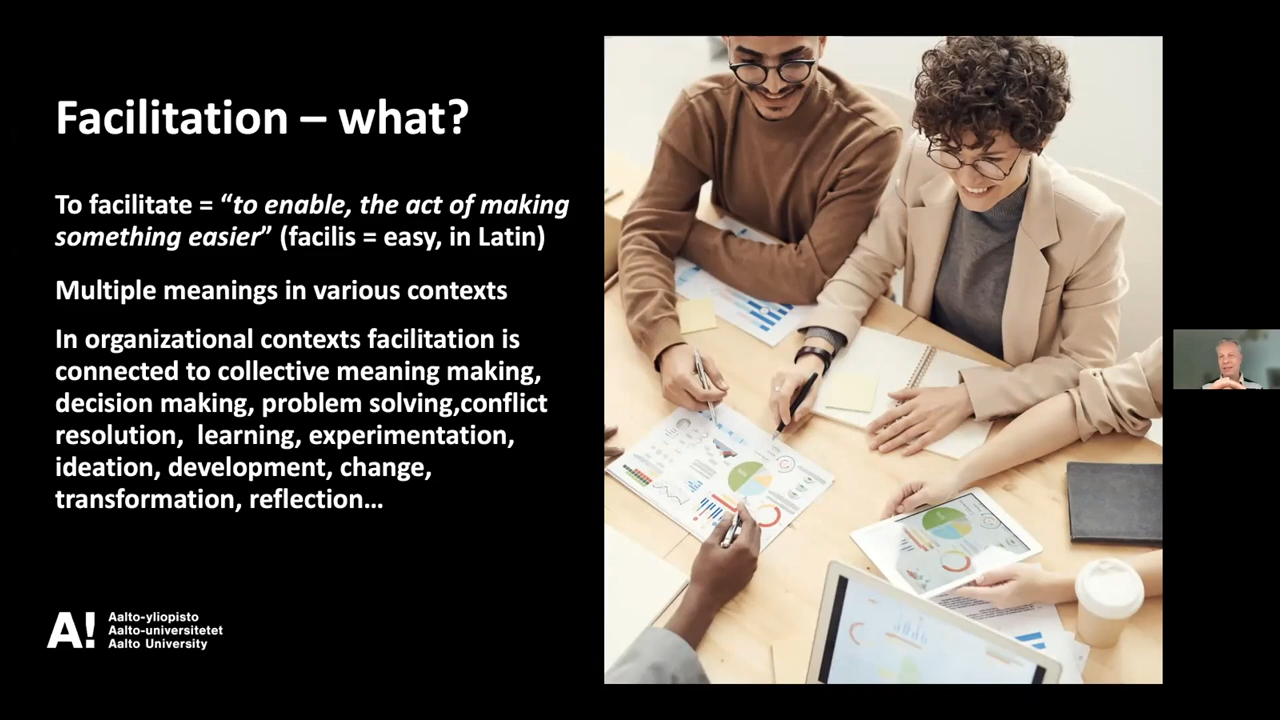 Facilitation – what?
To facilitate = “to enable, the act of making
something easier” (facilis = easy, in Latin)
Multiple meanings in various contexts
In organizational contexts facilitation is
connected to collective meaning making,
decision making, problem solving,conflict
resolution,  learning, experimentation,
ideation, development, change,
transformation, reflection…
A!
Aalto-yliopisto
Aalto-universitetet
Aalto University